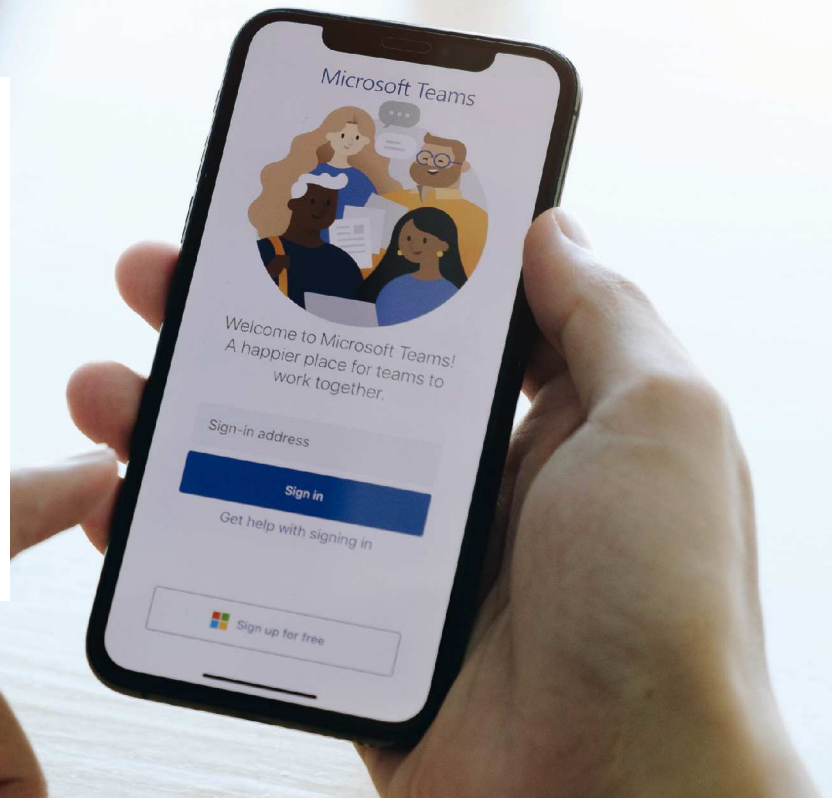 Microsoft Teams
Welcome to Microsoft Teams!
A happier place for teams to
work together.
Sign-in address
Sign in
Get help with signing in
Sign up for free